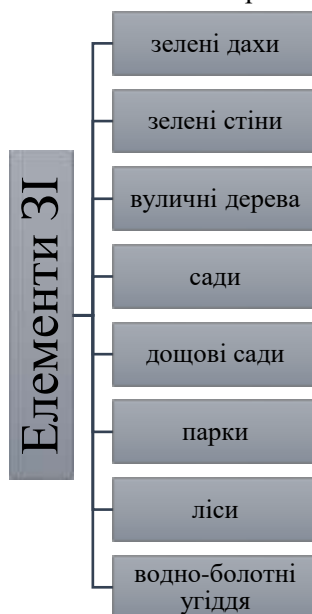 Елементи ЗІ
зелені дахи
зелені стіни
вуличні дерева
сади
дощові сади
парки
ліси
водно-болотні
угіддя